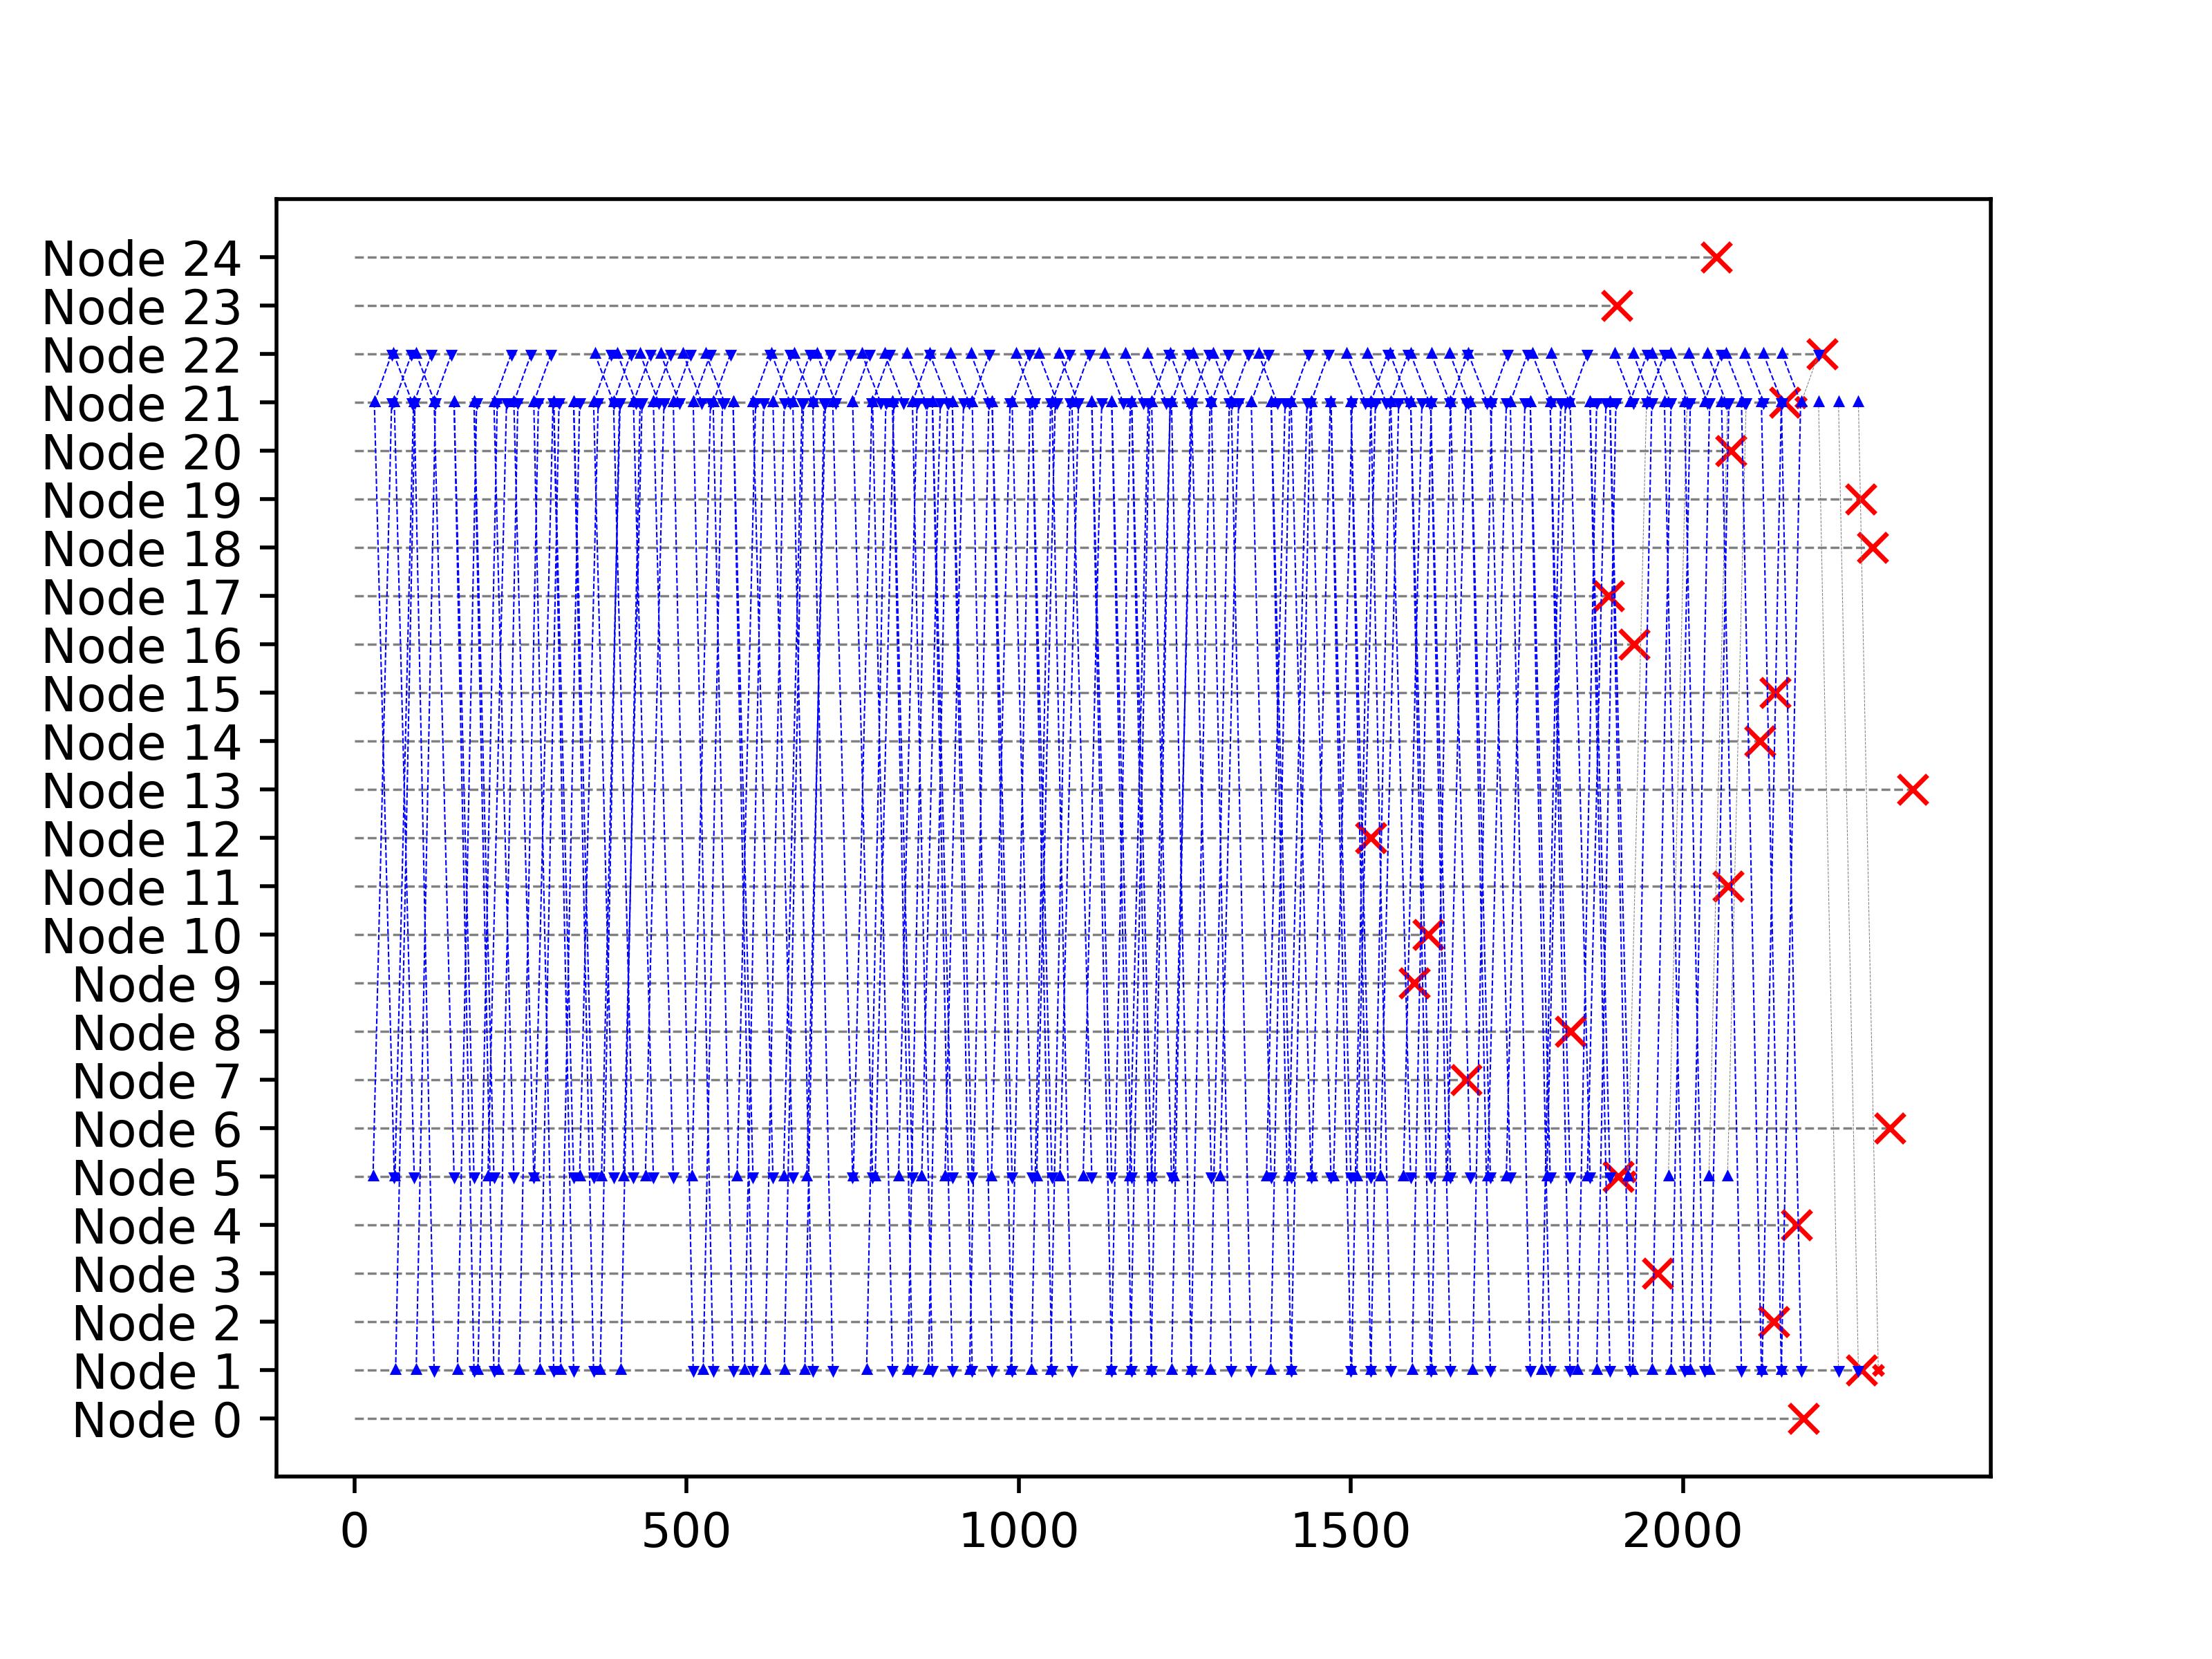 Node 24
Node 23
Node 22
Node 21
Node 20
Node 19
Node 18
Node 17
Node 16
Node 15
Node 14
Node 13
Node 12
Node 11
Node 10
Node 9
Node 8
Node 7
Node 6
Node 5
Node 4
Node 3
Node 2
Node 1
Node 0
0 500 1000 1500 2000